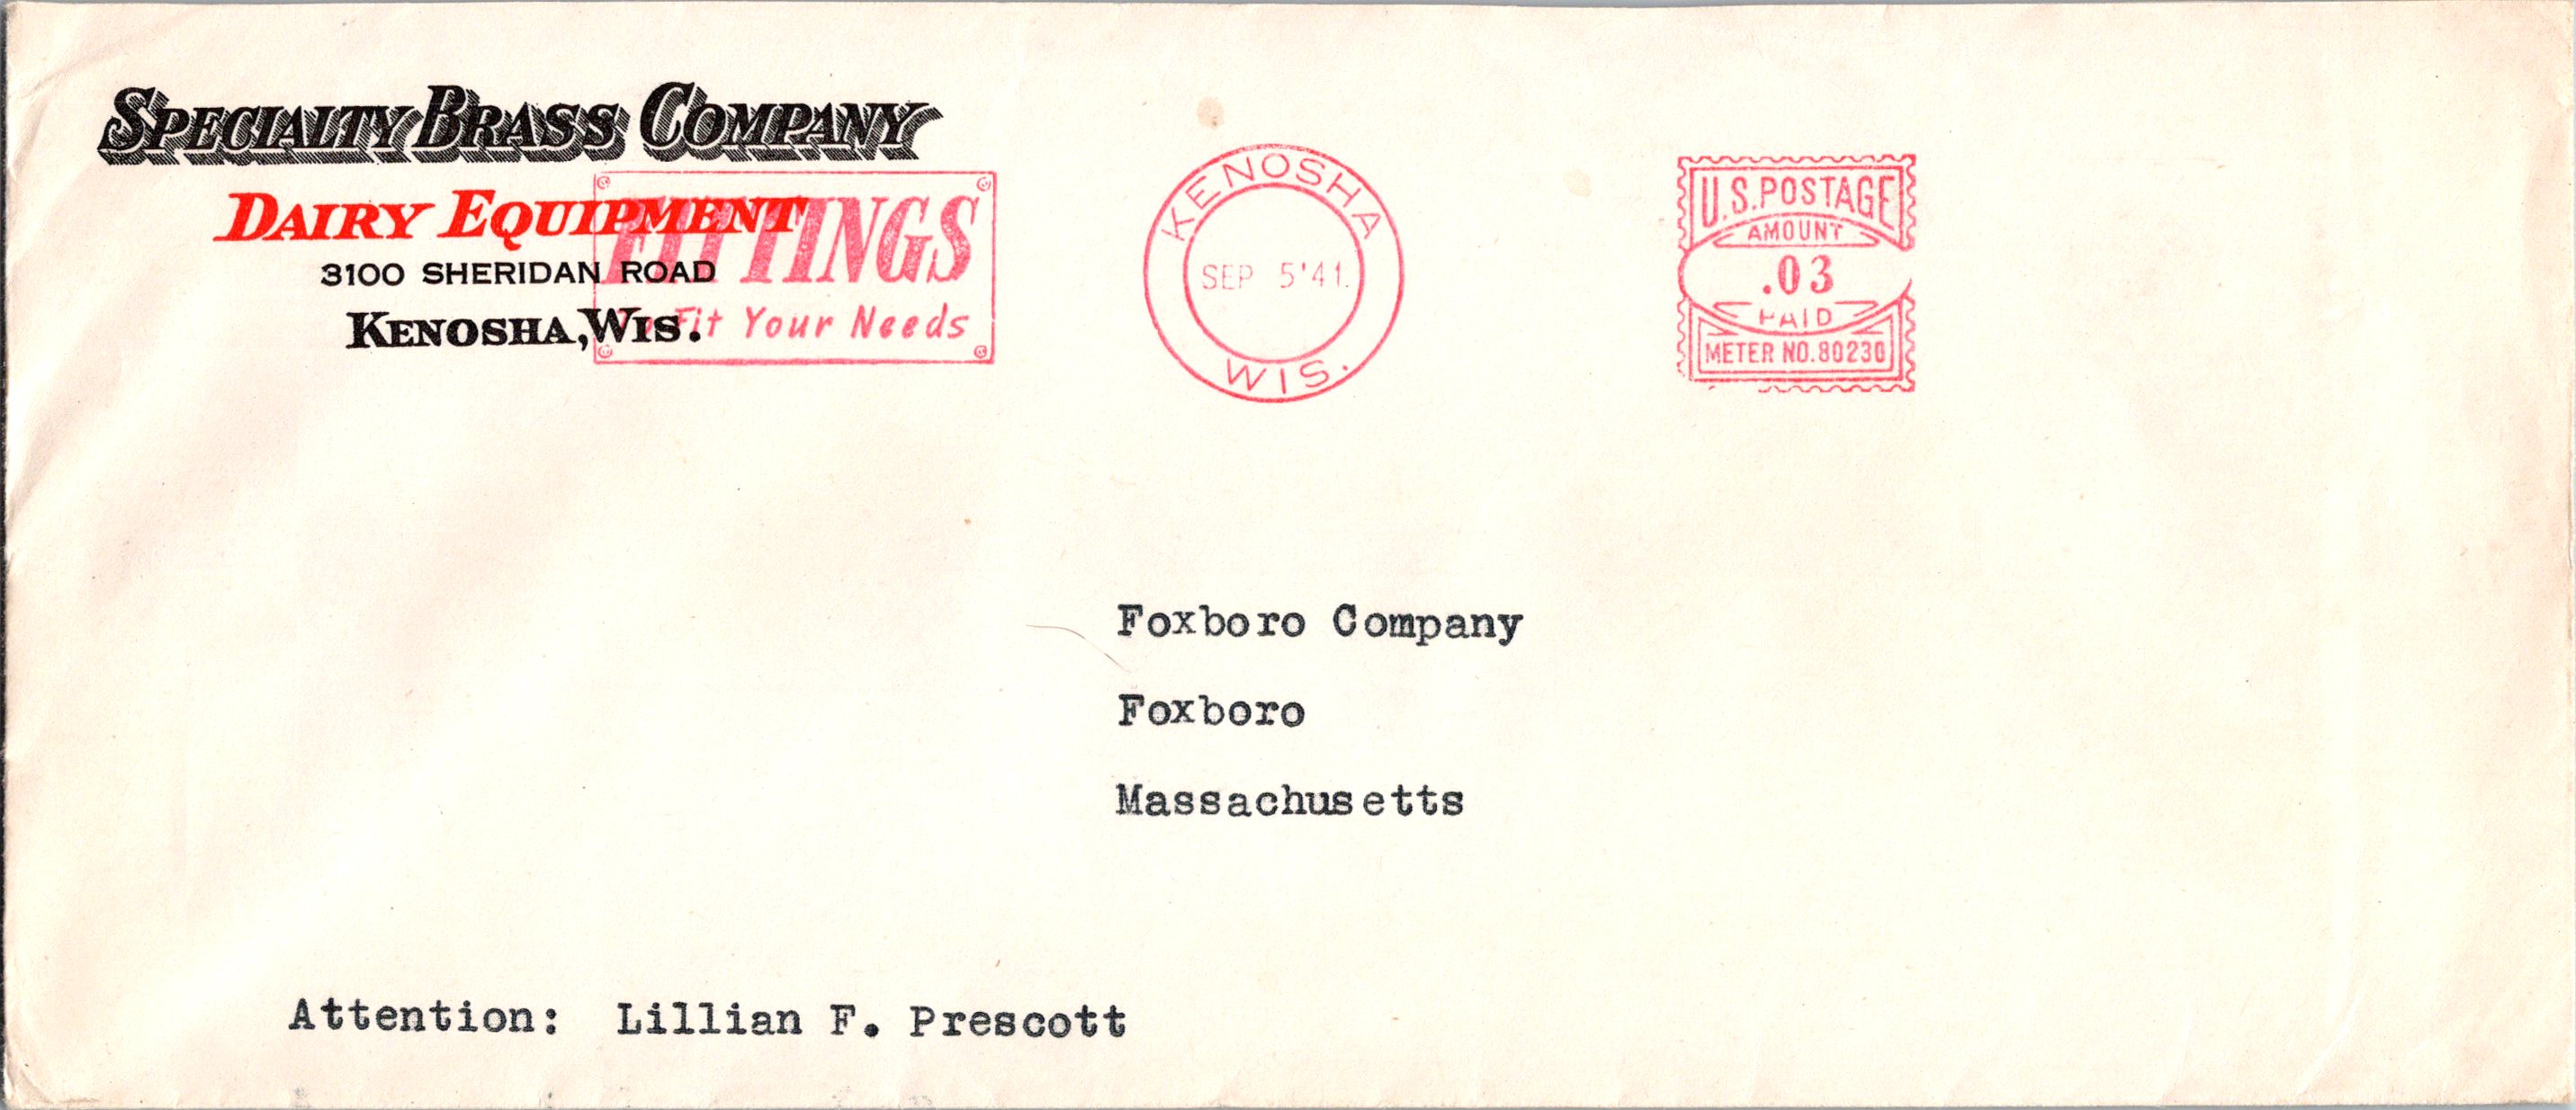 SPECIALTY BRASS COMPANY
DAIRY EQUIPMENT
3100 SHERIDAN ROAD
KENOSHA, WIS.
FITTINGS
To Fit Your Needs
KENOSHA
SEP 5'41.
WIS.
U.S. POSTAGE
AMOUNT
.03
PAID
METER NO. 80230
Foxboro Company
Foxboro
Massachusetts
Attention: Lillian F. Prescott